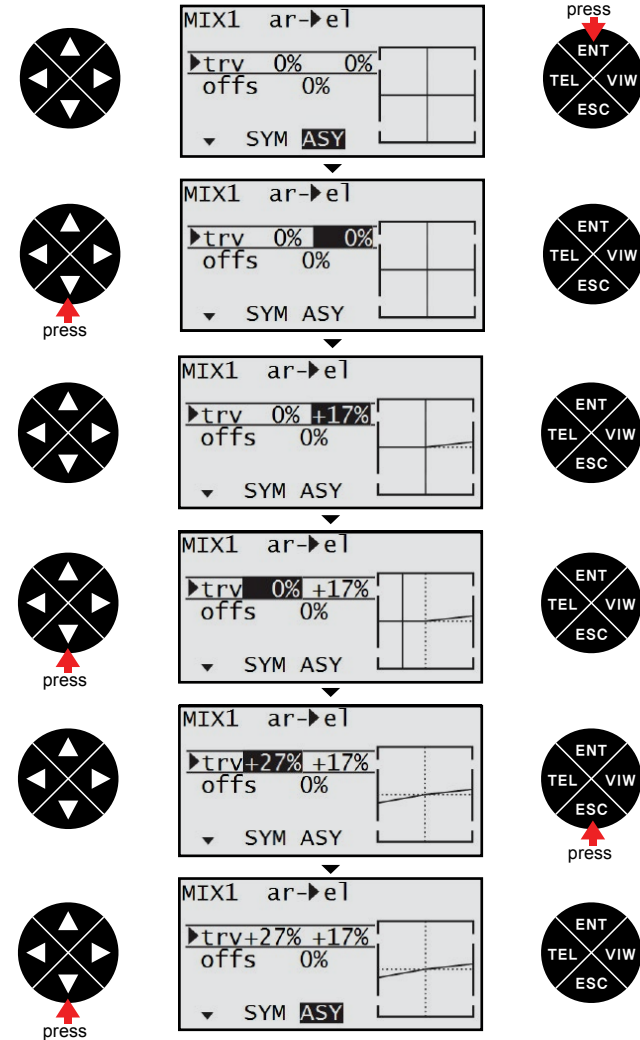 press
MIX1 ar-▶el
▶trv 0% 0%
offs 0%
▼ SYM ASY
ENT
TEL VIW
ESC
MIX1 ar-▶el
▶trv 0% 0%
offs 0%
▼ SYM ASY
press
ENT
TEL VIW
ESC
MIX1 ar-▶el
▶trv 0% +17%
offs 0%
▼ SYM ASY
ENT
TEL VIW
ESC
MIX1 ar-▶el
▶trv 0% +17%
offs 0%
▼ SYM ASY
press
ENT
TEL VIW
ESC
MIX1 ar-▶el
▶trv+27% +17%
offs 0%
▼ SYM ASY
ENT
TEL VIW
ESC
press
MIX1 ar-▶el
▶trv+27% +17%
offs 0%
▼ SYM ASY
press
ENT
TEL VIW
ESC